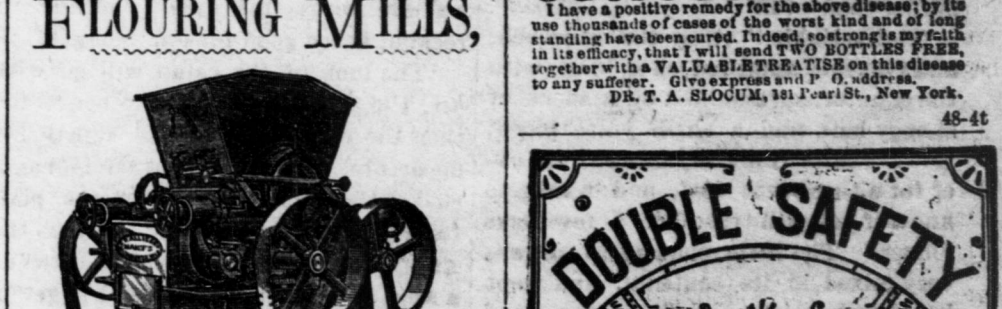 FLOURING MILLS,
I have a positive remedy for the above disease; by its
use thousands of cases of the worst kind and of long
standing have been cured. Indeed, so strong is my faith
in its efficacy, that I will send TWO BOTTLES FREE,
together with a VALUABLE TREATISE on this disease
to any sufferer. Give express and P. O. address.
DR. T. A. SLOCUM, 181 Pearl St., New York.
48-4t
DOUBLE SAFETY